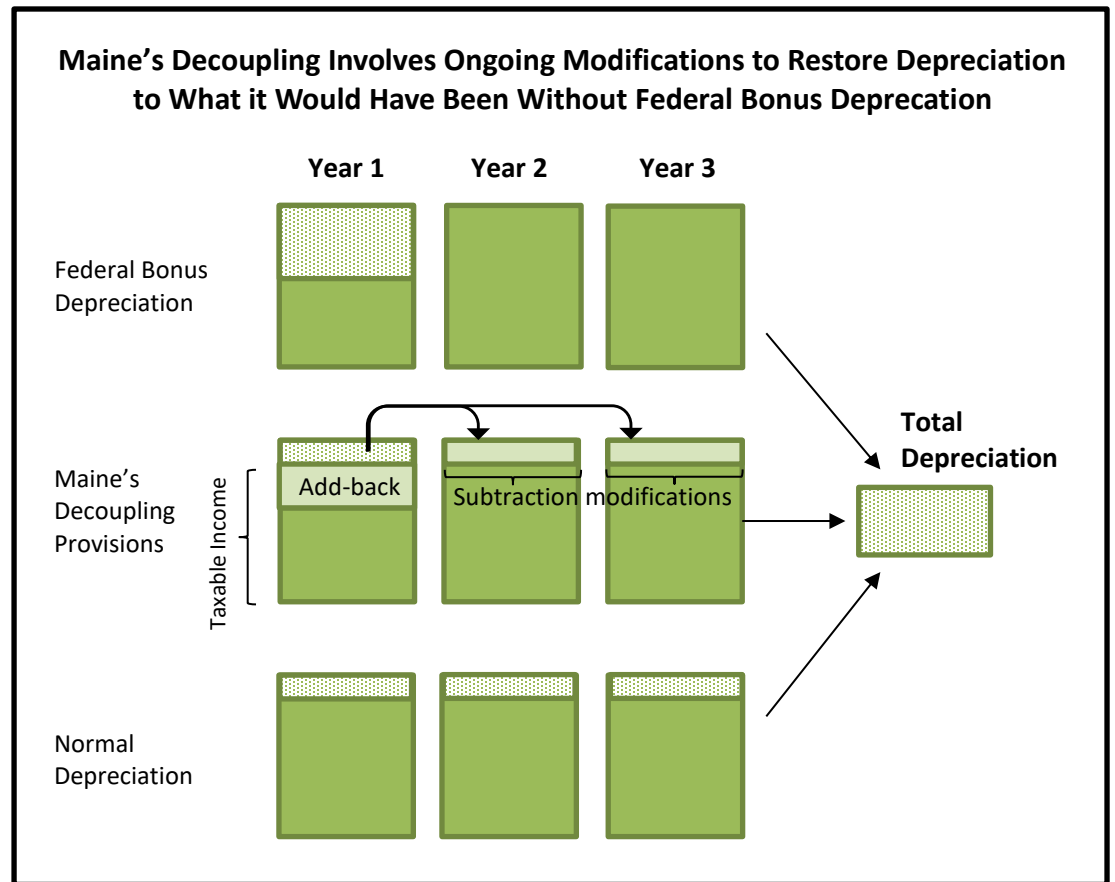 Maine’s Decoupling Involves Ongoing Modifications to Restore Depreciation
to What it Would Have Been Without Federal Bonus Deprecation
Year 1
Year 2
Year 3
Federal Bonus
Depreciation
Maine’s
Decoupling
Provisions
Taxable Income
Add-back
Subtraction modifications
Total
Depreciation
Normal
Depreciation